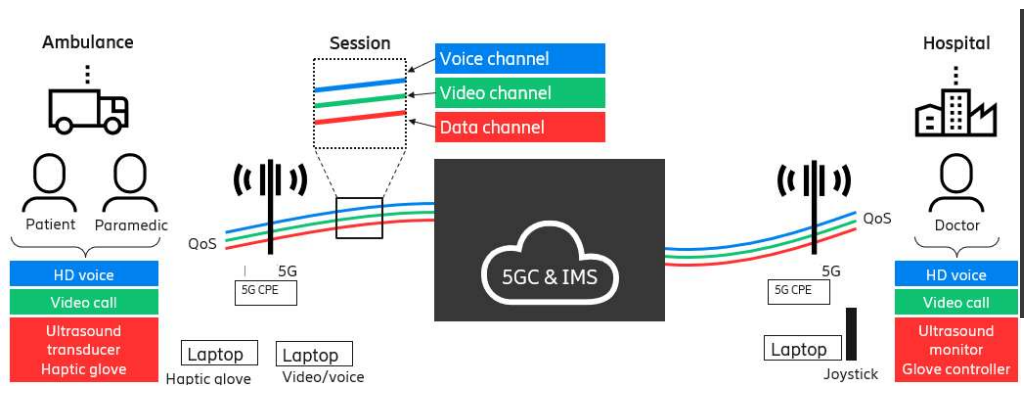 Ambulance
Session
Hospital
Voice channel
Video channel
Data channel
Patient
Paramedic
QoS
5G
5G CPE
5GC & IMS
QoS
5G
5G CPE
Doctor
HD voice
Video call
Ultrasound
transducer
Haptic glove
Laptop
Haptic glove
Laptop
Video/voice
Laptop
Joystick
HD voice
Video call
Ultrasound
monitor
Glove controller